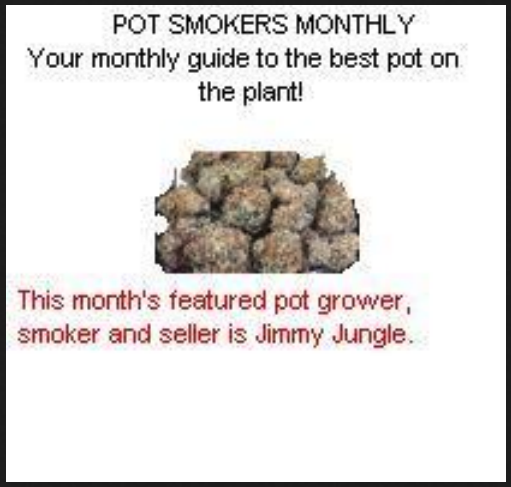 POT SMOKERS MONTHLY
Your monthly guide to the best pot on
the plant!
This month's featured pot grower,
smoker and seller is Jimmy Jungle.